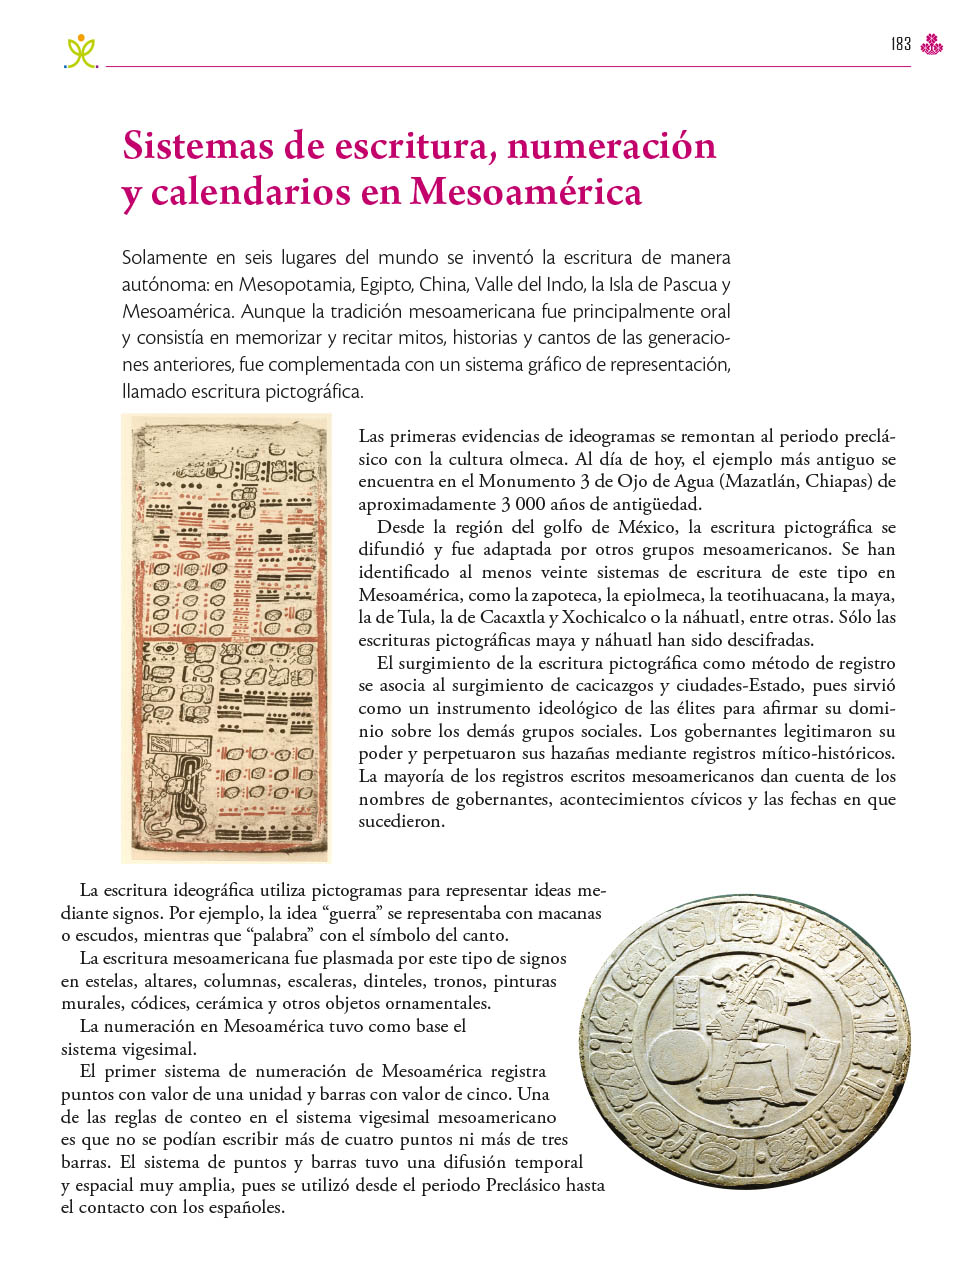 183
Sistemas de escritura, numeración
y calendarios en Mesoamérica
Solamente en seis lugares del mundo se inventó la escritura de manera
autónoma: en Mesopotamia, Egipto, China, Valle del Indo, la Isla de Pascua y
Mesoamérica. Aunque la tradición mesoamericana fue principalmente oral
y consistía en memorizar y recitar mitos, historias y cantos de las generacio-
nes anteriores, fue complementada con un sistema gráfico de representación,
llamado escritura pictográfica.
Las primeras evidencias de ideogramas se remontan al periodo preclá-
sico con la cultura olmeca. Al día de hoy, el ejemplo más antiguo se
encuentra en el Monumento 3 de Ojo de Agua (Mazatlán, Chiapas) de
aproximadamente 3 000 años de antigüedad.
Desde la región del golfo de México, la escritura pictográfica se
difundió y fue adaptada por otros grupos mesoamericanos. Se han
identificado al menos veinte sistemas de escritura de este tipo en
Mesoamérica, como la zapoteca, la epiolmeca, la teotihuacana, la maya,
la de Tula, la de Cacaxtla y Xochicalco o la náhuatl, entre otras. Sólo las
escrituras pictográficas maya y náhuatl han sido descifradas.
El surgimiento de la escritura pictográfica como método de registro
se asocia al surgimiento de cacicazgos y ciudades-Estado, pues sirvió
como un instrumento ideológico de las élites para afirmar su domi-
nio sobre los demás grupos sociales. Los gobernantes legitimaron su
poder y perpetuaron sus hazañas mediante registros mítico-históricos.
La mayoría de los registros escritos mesoamericanos dan cuenta de los
nombres de gobernantes, acontecimientos cívicos y las fechas en que
sucedieron.
La escritura ideográfica utiliza pictogramas para representar ideas me-
diante signos. Por ejemplo, la idea “guerra” se representaba con macanas
o escudos, mientras que “palabra” con el símbolo del canto.
La escritura mesoamericana fue plasmada por este tipo de signos
en estelas, altares, columnas, escaleras, dinteles, tronos, pinturas
murales, códices, cerámica y otros objetos ornamentales.
La numeración en Mesoamérica tuvo como base el
sistema vigesimal.
El primer sistema de numeración de Mesoamérica registra
puntos con valor de una unidad y barras con valor de cinco. Una
de las reglas de conteo en el sistema vigesimal mesoamericano
es que no se podían escribir más de cuatro puntos ni más de tres
barras. El sistema de puntos y barras tuvo una difusión temporal
y espacial muy amplia, pues se utilizó desde el periodo Preclásico hasta
el contacto con los españoles.